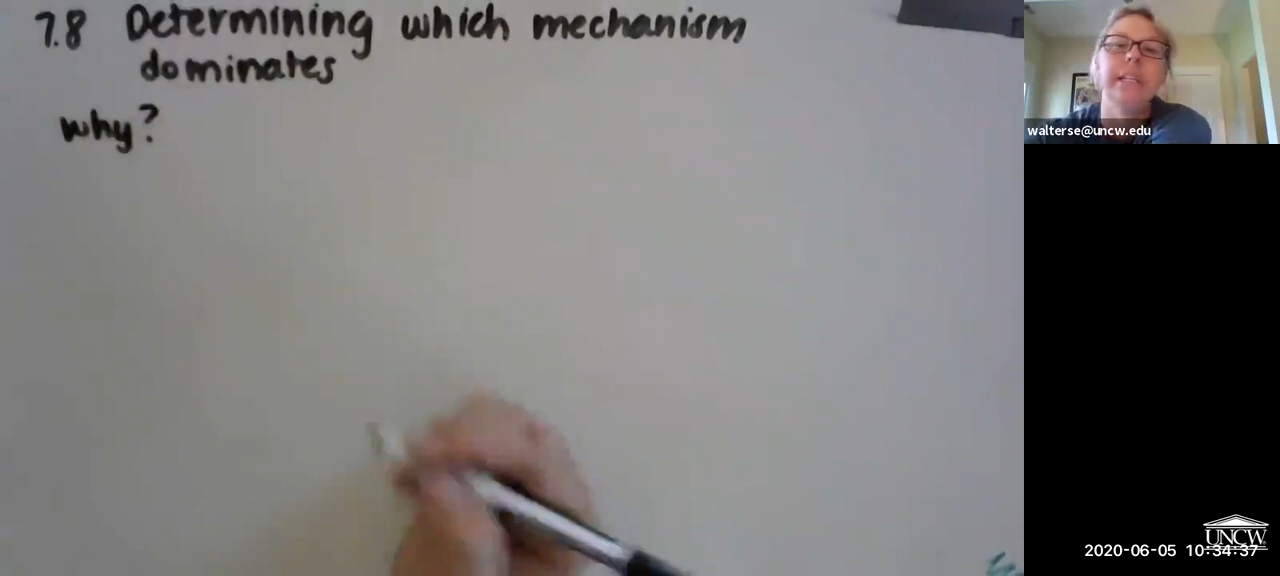 7.8 Determining which mechanism
dominates
why?
walterse@uncw.edu
UNCW
2020-06-05 10:34:37